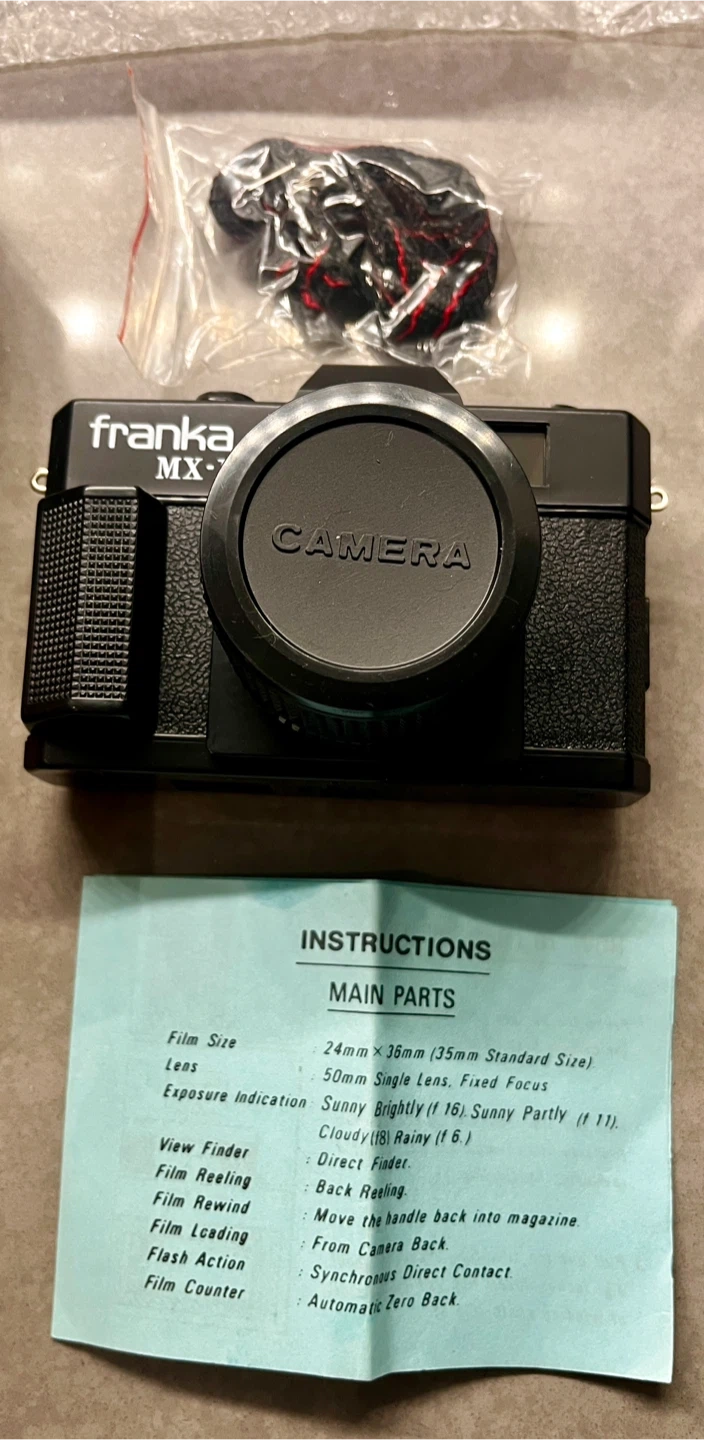 franka
MX-
CAMERA
INSTRUCTIONS
MAIN PARTS
Film Size : 24mm × 36mm (35mm Standard Size)
Lens : 50mm Single Lens, Fixed Focus
Exposure Indication : Sunny Brightly (f 16). Sunny Partly (f 11).
Cloudy (f8) Rainy (f 6.)
View Finder : Direct Finder.
Film Reeling : Back Reeling.
Film Rewind : Move the handle back into magazine.
Film Loading : From Camera Back.
Flash Action : Synchronous Direct Contact.
Film Counter : Automatic Zero Back.